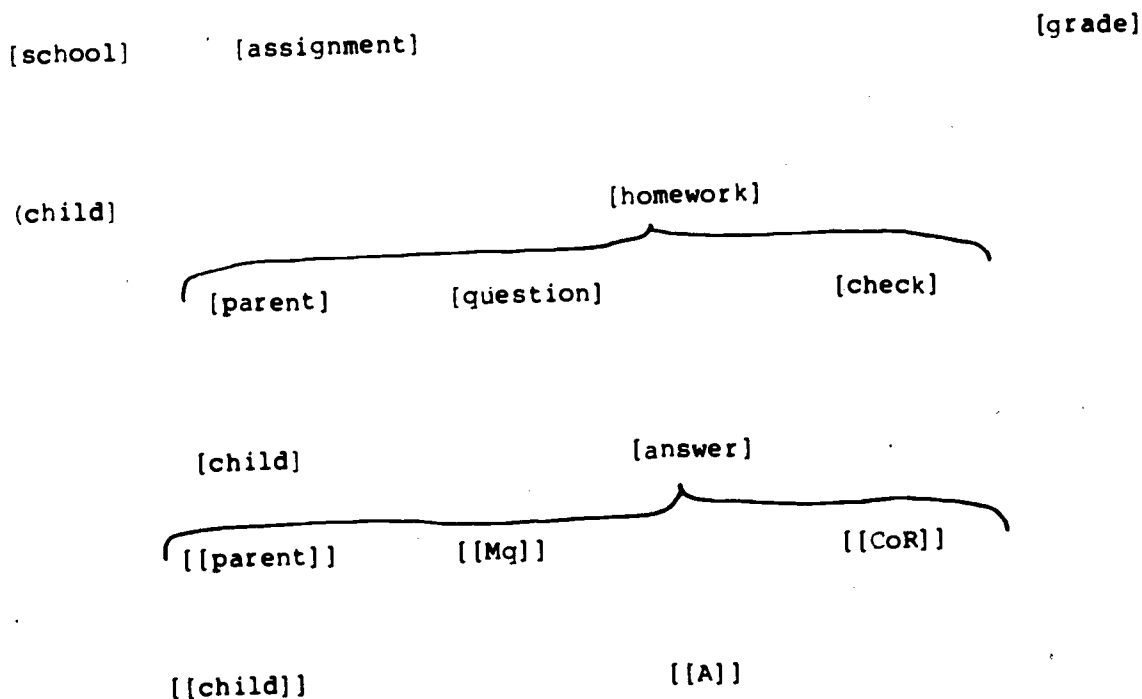 [school] [assignment] [grade]
(child] [homework]
[parent] [question] [check]
[child] [answer]
[[parent]] [[Mq]] [[CoR]]
[[child]] [[A]]